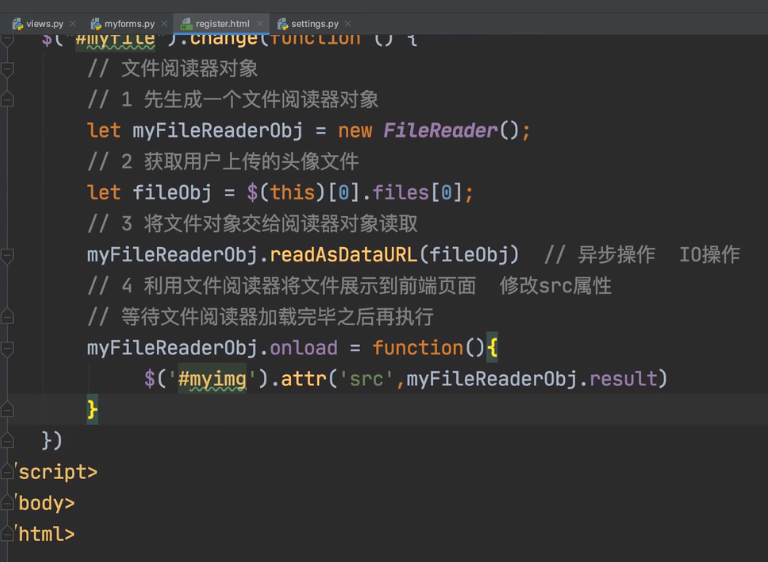 views.py × myforms.py × register.html × settings.py ×
$("#myfile").change(function () {
// 文件阅读器对象
// 1 先生成一个文件阅读器对象
let myFileReaderObj = new FileReader();
// 2 获取用户上传的头像文件
let fileObj = $(this)[0].files[0];
// 3 将文件对象交给阅读器对象读取
myFileReaderObj.readAsDataURL(fileObj)  // 异步操作  IO操作
// 4 利用文件阅读器将文件展示到前端页面  修改src属性
// 等待文件阅读器加载完毕之后再执行
myFileReaderObj.onload = function(){
$('#myimg').attr('src',myFileReaderObj.result)
}
})
/script>
/body>
/html>